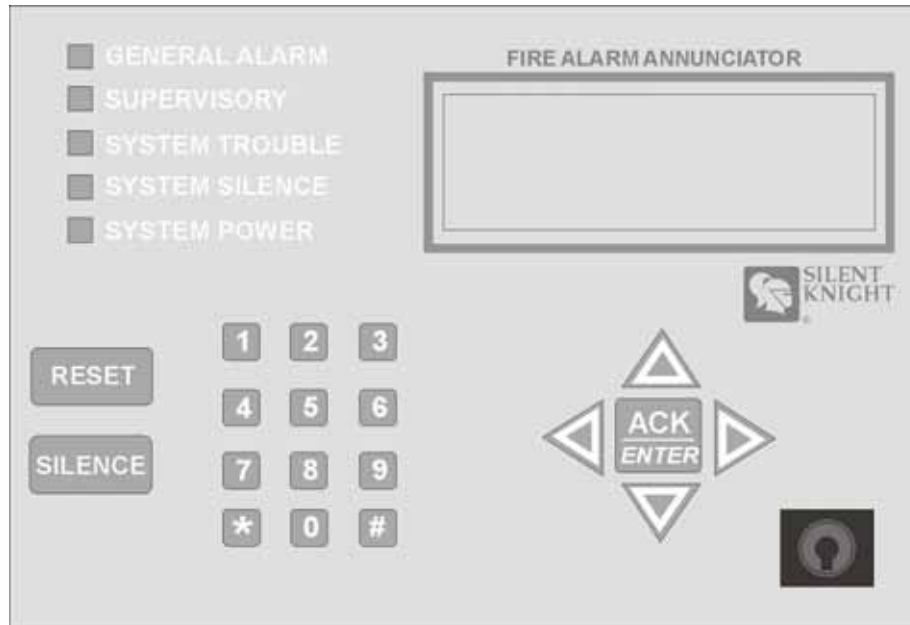 GENERAL ALARM
SUPERVISORY
SYSTEM TROUBLE
SYSTEM SILENCE
SYSTEM POWER
FIRE ALARM ANNUNCIATOR
SILENT
KNIGHT
®
RESET
SILENCE
1 2 3
4 5 6
7 8 9
* 0 #
ACK
ENTER